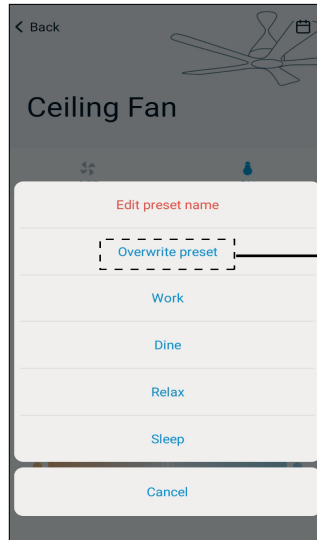 Back
Ceiling Fan
Edit preset name
Overwrite preset
Work
Dine
Relax
Sleep
Cancel